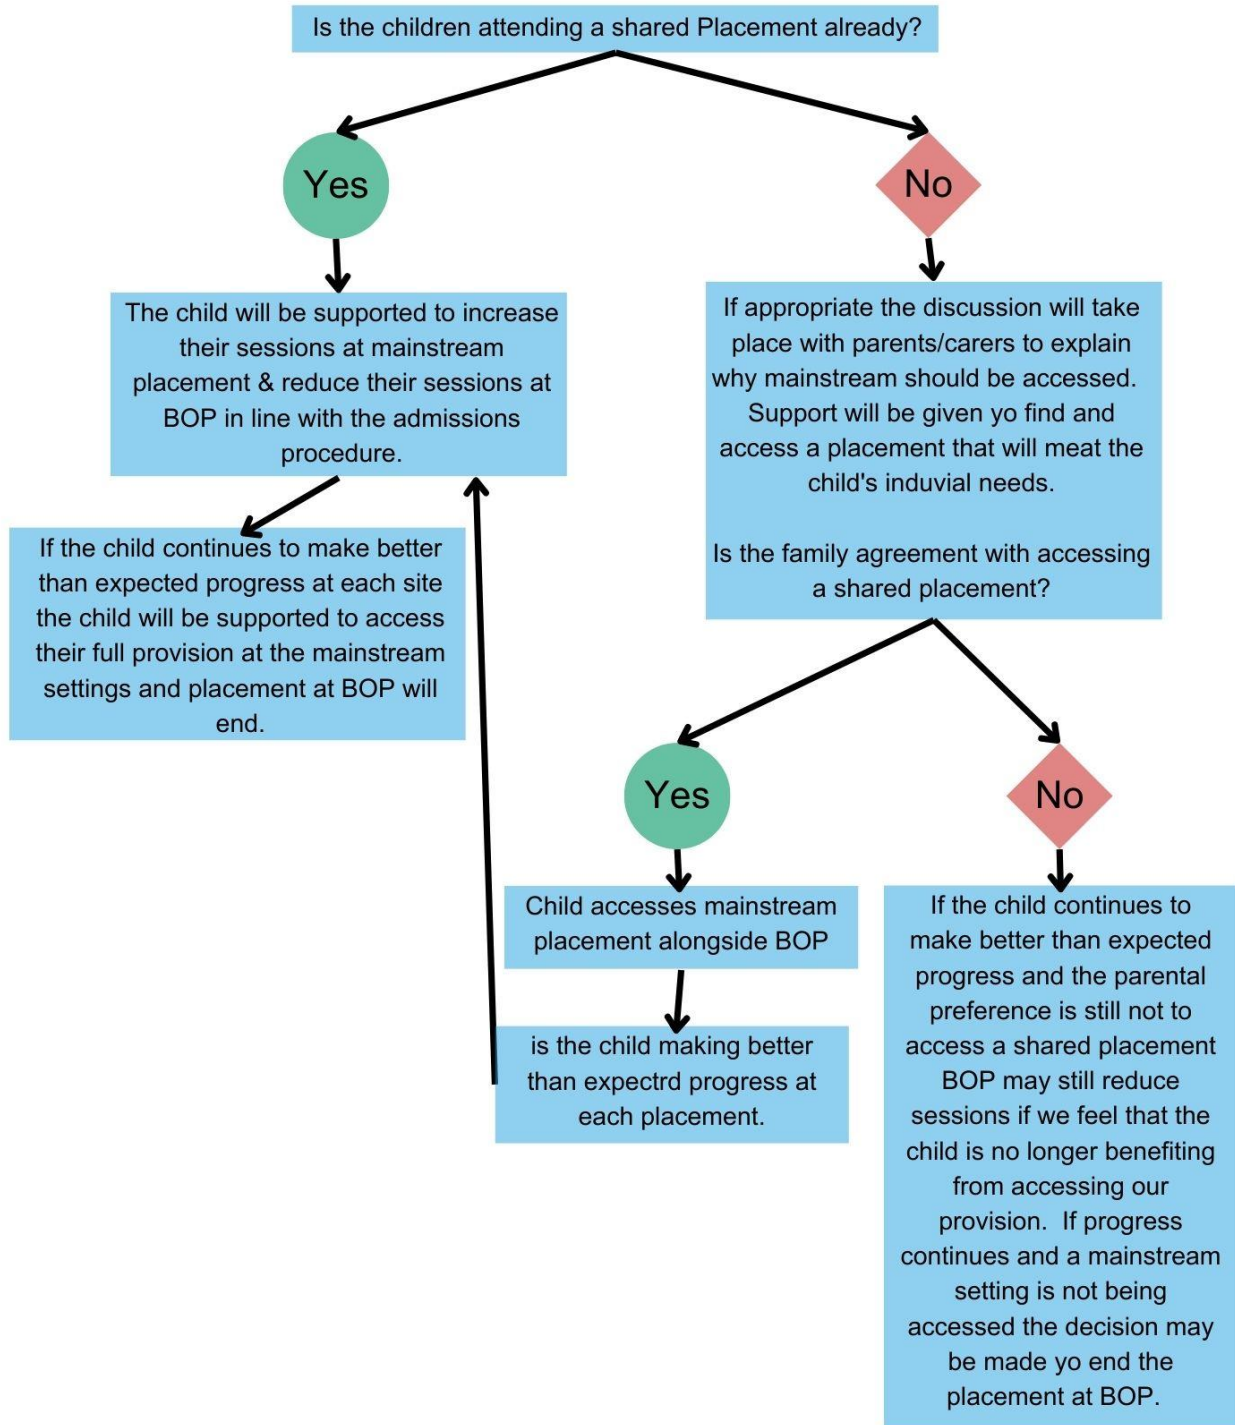 Is the children attending a shared Placement already?
Yes
No
The child will be supported to increase
their sessions at mainstream
placement & reduce their sessions at
BOP in line with the admissions
procedure.
If appropriate the discussion will take
place with parents/carers to explain
why mainstream should be accessed.
Support will be given yo find and
access a placement that will meat the
child's induvial needs.
Is the family agreement with accessing
a shared placement?
If the child continues to make better
than expected progress at each site
the child will be supported to access
their full provision at the mainstream
settings and placement at BOP will
end.
Yes
No
Child accesses mainstream
placement alongside BOP
is the child making better
than expectrd progress at
each placement.
If the child continues to
make better than expected
progress and the parental
preference is still not to
access a shared placement
BOP may still reduce
sessions if we feel that the
child is no longer benefiting
from accessing our
provision.  If progress
continues and a mainstream
setting is not being
accessed the decision may
be made yo end the
placement at BOP.